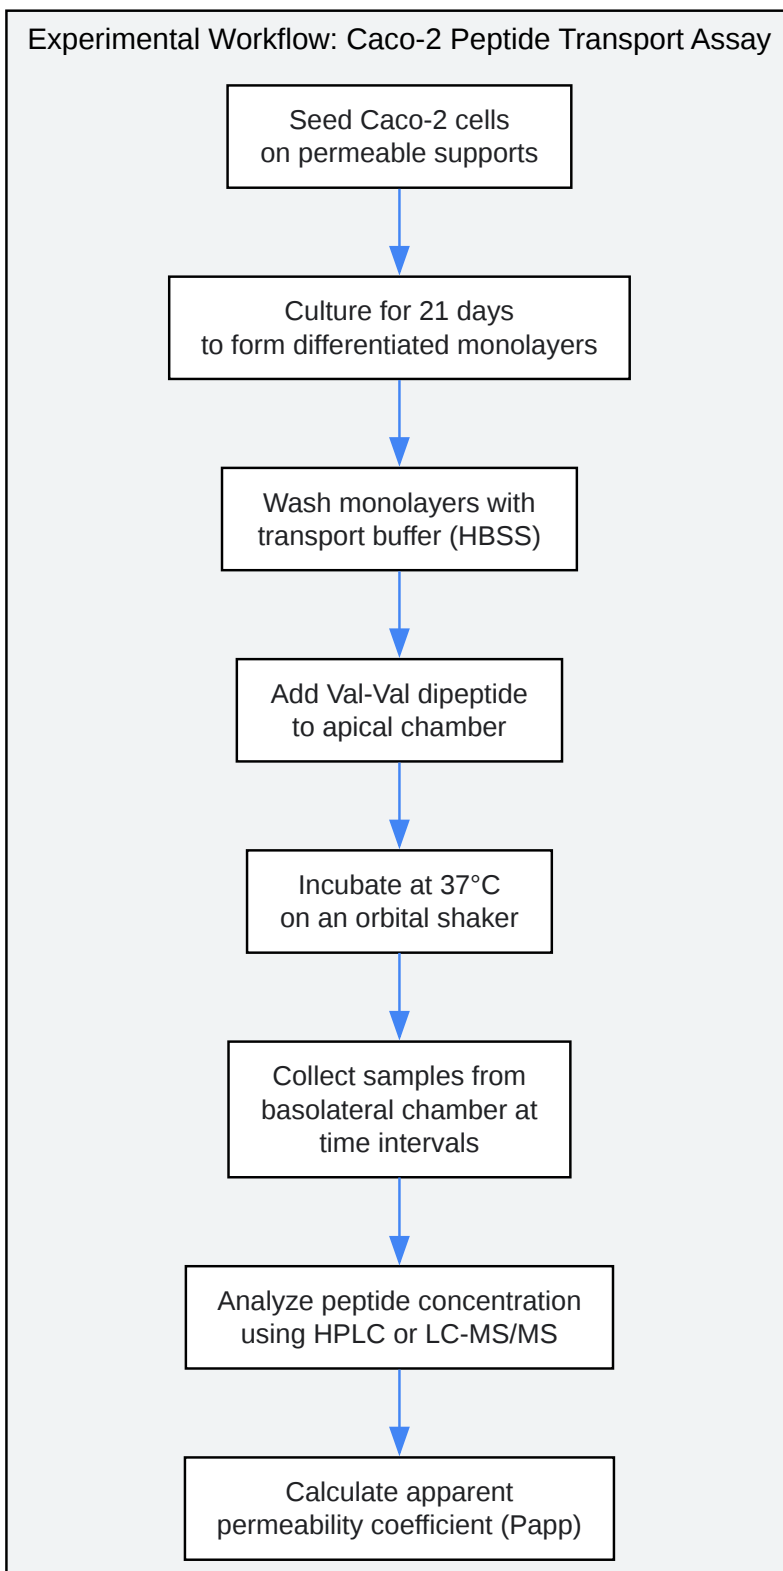 Experimental Workflow: Caco-2 Peptide Transport Assay
Seed Caco-2 cells
on permeable supports
Culture for 21 days
to form differentiated monolayers
Wash monolayers with
transport buffer (HBSS)
Add Val-Val dipeptide
to apical chamber
Incubate at 37°C
on an orbital shaker
Collect samples from
basolateral chamber at
time intervals
Analyze peptide concentration
using HPLC or LC-MS/MS
Calculate apparent
permeability coefficient (Papp)